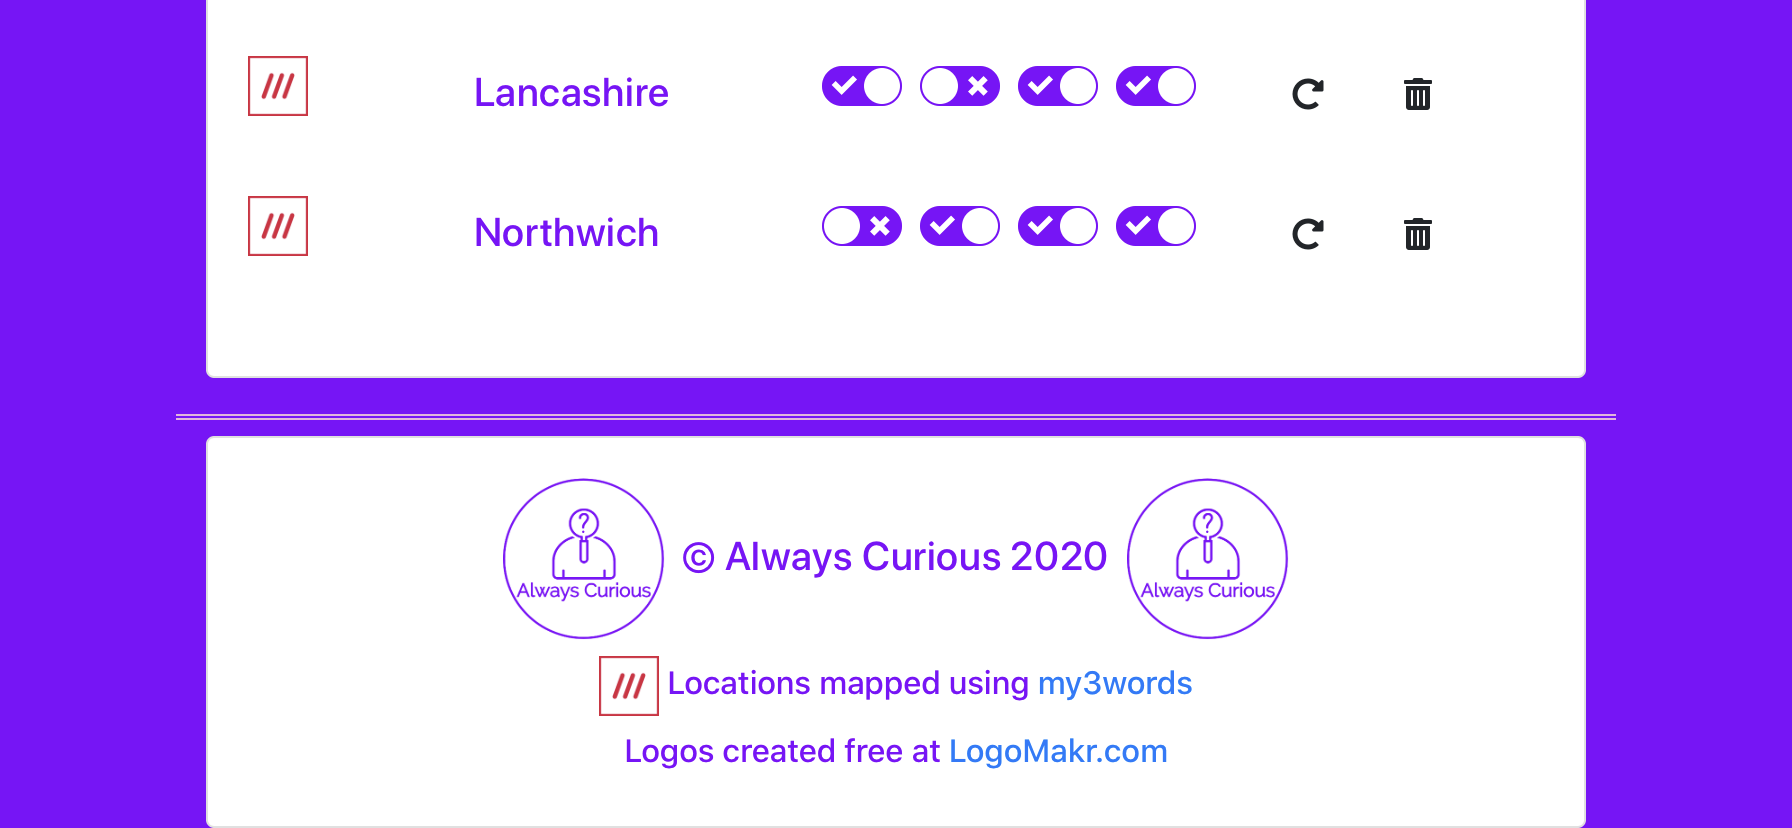 Lancashire
Northwich
?
Always Curious
© Always Curious 2020
?
Always Curious
Locations mapped using my3words
Logos created free at LogoMakr.com